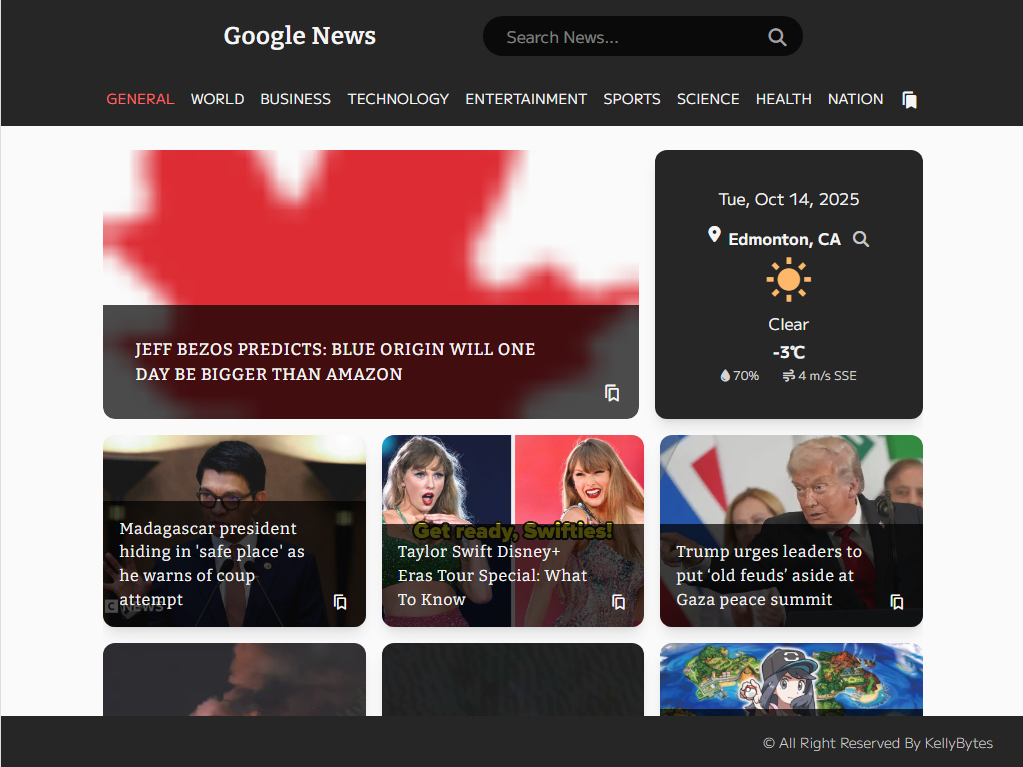 Google News
Search News...
GENERAL WORLD BUSINESS TECHNOLOGY ENTERTAINMENT SPORTS SCIENCE HEALTH NATION
JEFF BEZOS PREDICTS: BLUE ORIGIN WILL ONE
DAY BE BIGGER THAN AMAZON
Tue, Oct 14, 2025
Edmonton, CA
Clear
-3℃
70% 4 m/s SSE
Madagascar president
hiding in 'safe place' as
he warns of coup
attempt
NEWS
Get ready, Swifties!
Taylor Swift Disney+
Eras Tour Special: What
To Know
Trump urges leaders to
put ‘old feuds’ aside at
Gaza peace summit
© All Right Reserved By KellyBytes